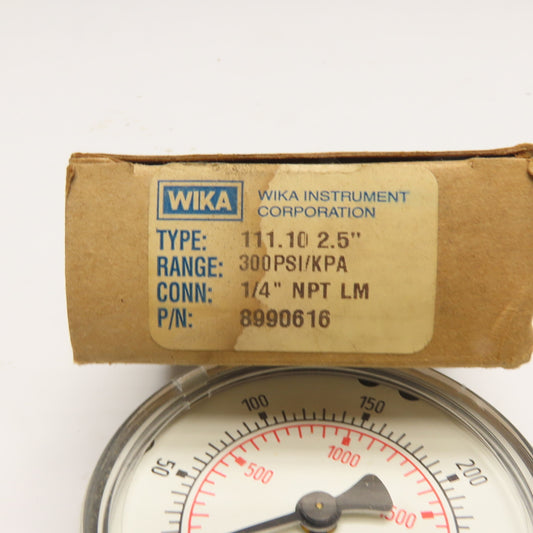 WIKA
WIKA INSTRUMENT
CORPORATION
TYPE: 111.10 2.5"
RANGE: 300PSI/KPA
CONN: 1/4" NPT LM
P/N: 8990616
50
100
150
200
500
1000
1500